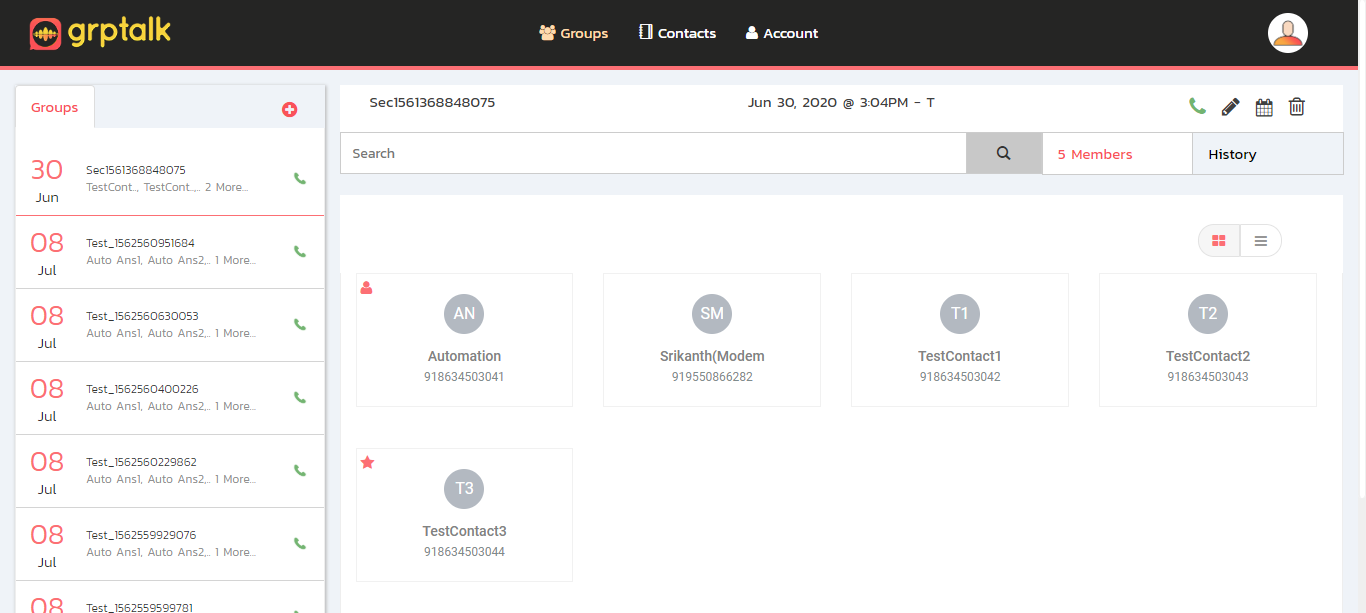 grptalk
Groups
Contacts
Account
Groups
30
Jun
Sec1561368848075
TestCont.., TestCont..,.. 2 More...
08
Jul
Test_1562560951684
Auto Ans1, Auto Ans2,.. 1 More...
08
Jul
Test_1562560630053
Auto Ans1, Auto Ans2,.. 1 More...
08
Jul
Test_1562560400226
Auto Ans1, Auto Ans2,.. 1 More...
08
Jul
Test_1562560229862
Auto Ans1, Auto Ans2,.. 1 More...
08
Jul
Test_1562559929076
Auto Ans1, Auto Ans2,.. 1 More...
08
Test_1562559599781
Sec1561368848075
Jun 30, 2020 @ 3:04PM - T
Search
5 Members
History
AN
Automation
918634503041
SM
Srikanth(Modem
919550866282
T1
TestContact1
918634503042
T2
TestContact2
918634503043
T3
TestContact3
918634503044